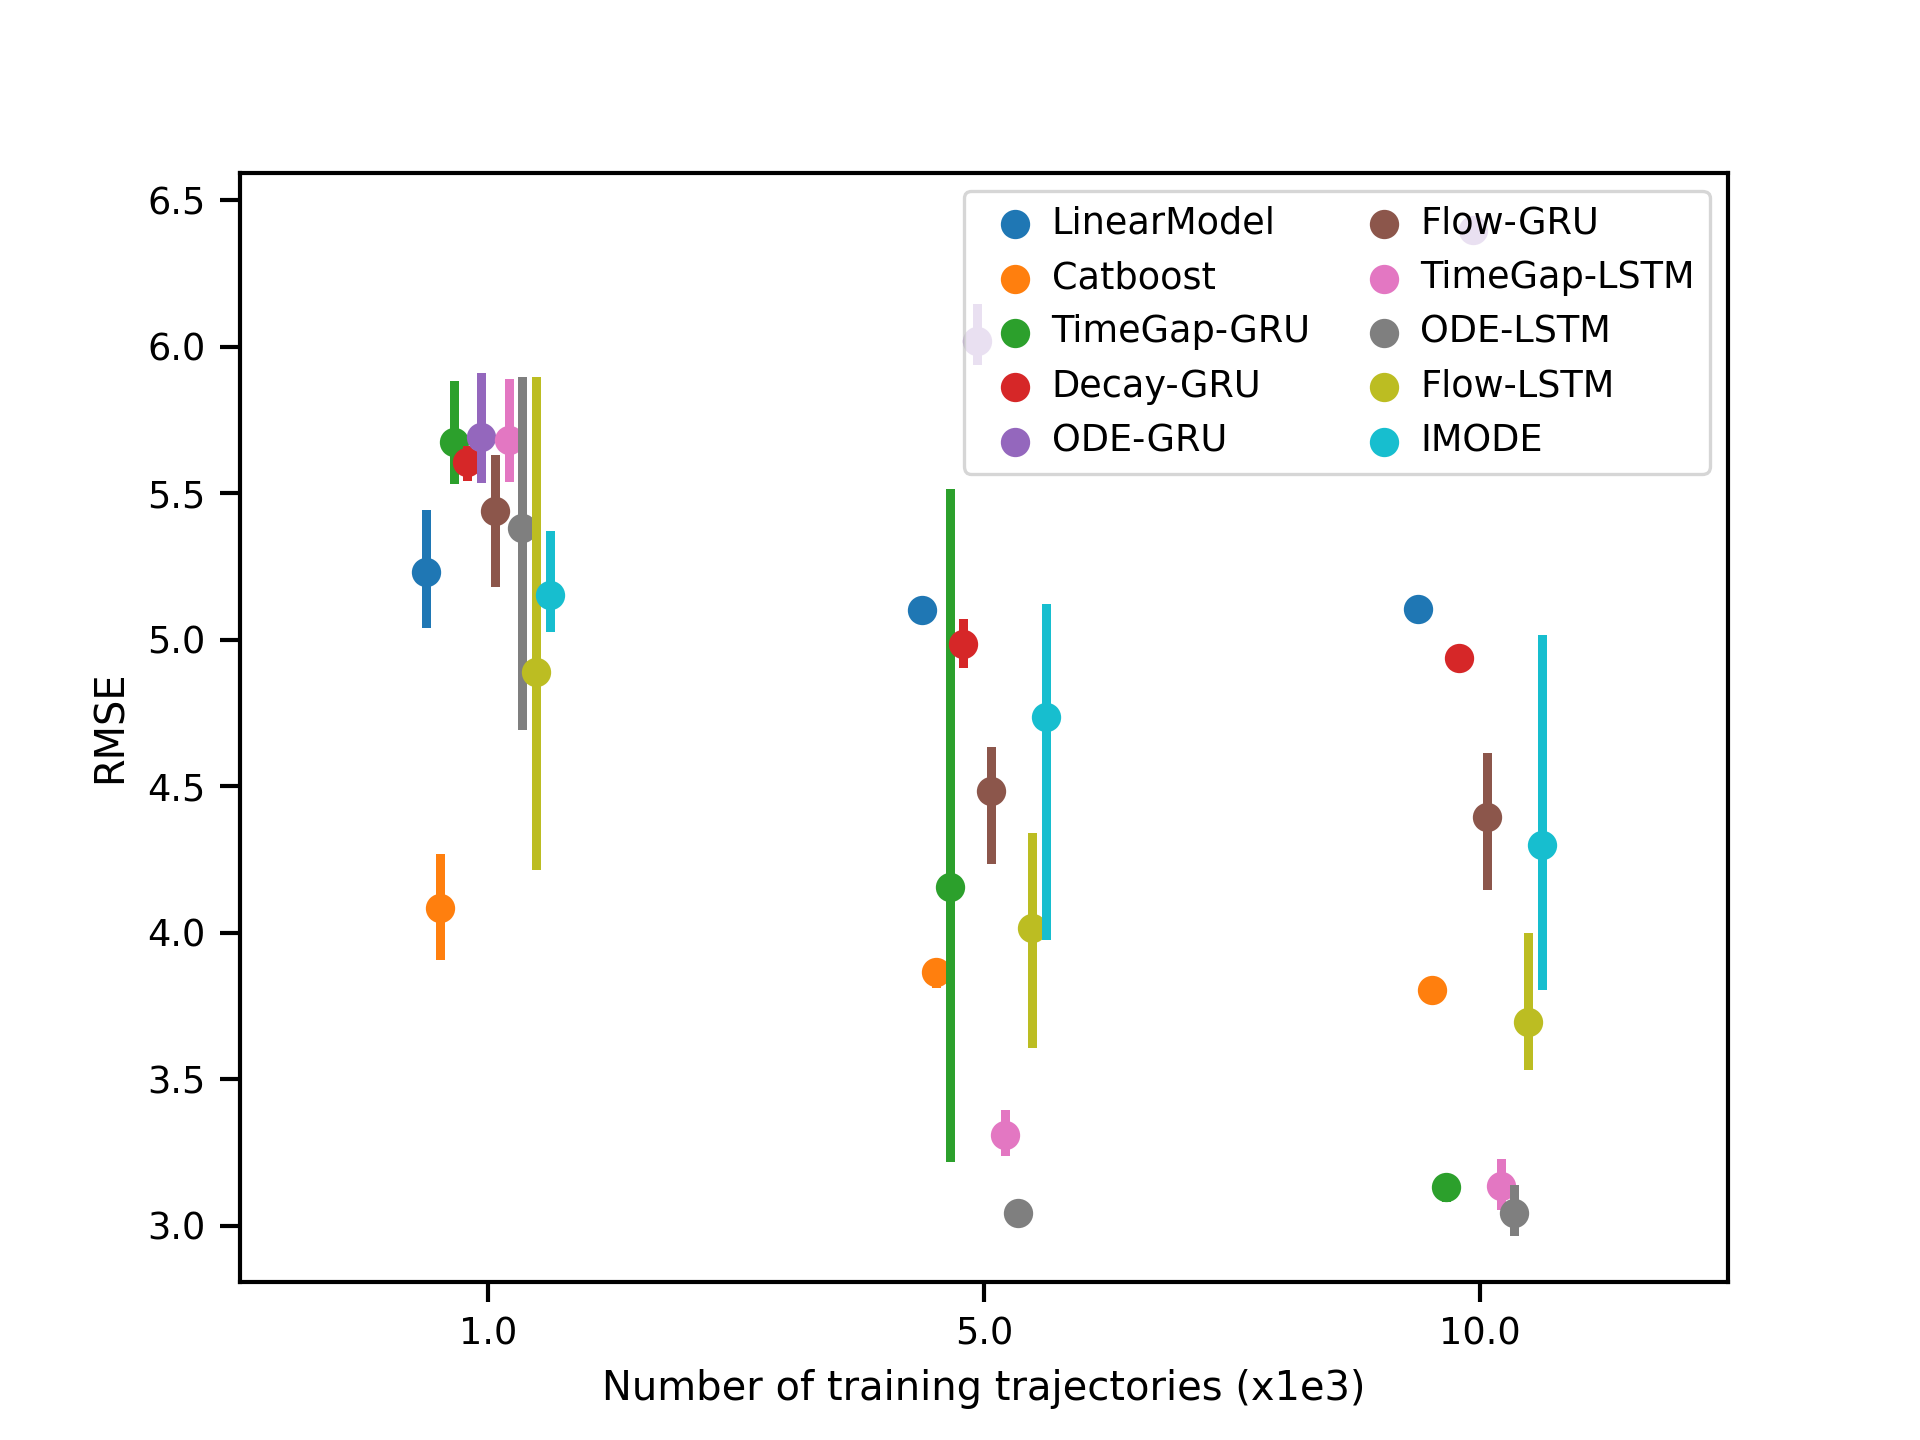 6.5
6.0
5.5
5.0
4.5
4.0
3.5
3.0
RMSE
LinearModel
Catboost
TimeGap-GRU
Decay-GRU
ODE-GRU
Flow-GRU
TimeGap-LSTM
ODE-LSTM
Flow-LSTM
IMODE
1.0 5.0 10.0
Number of training trajectories (x1e3)